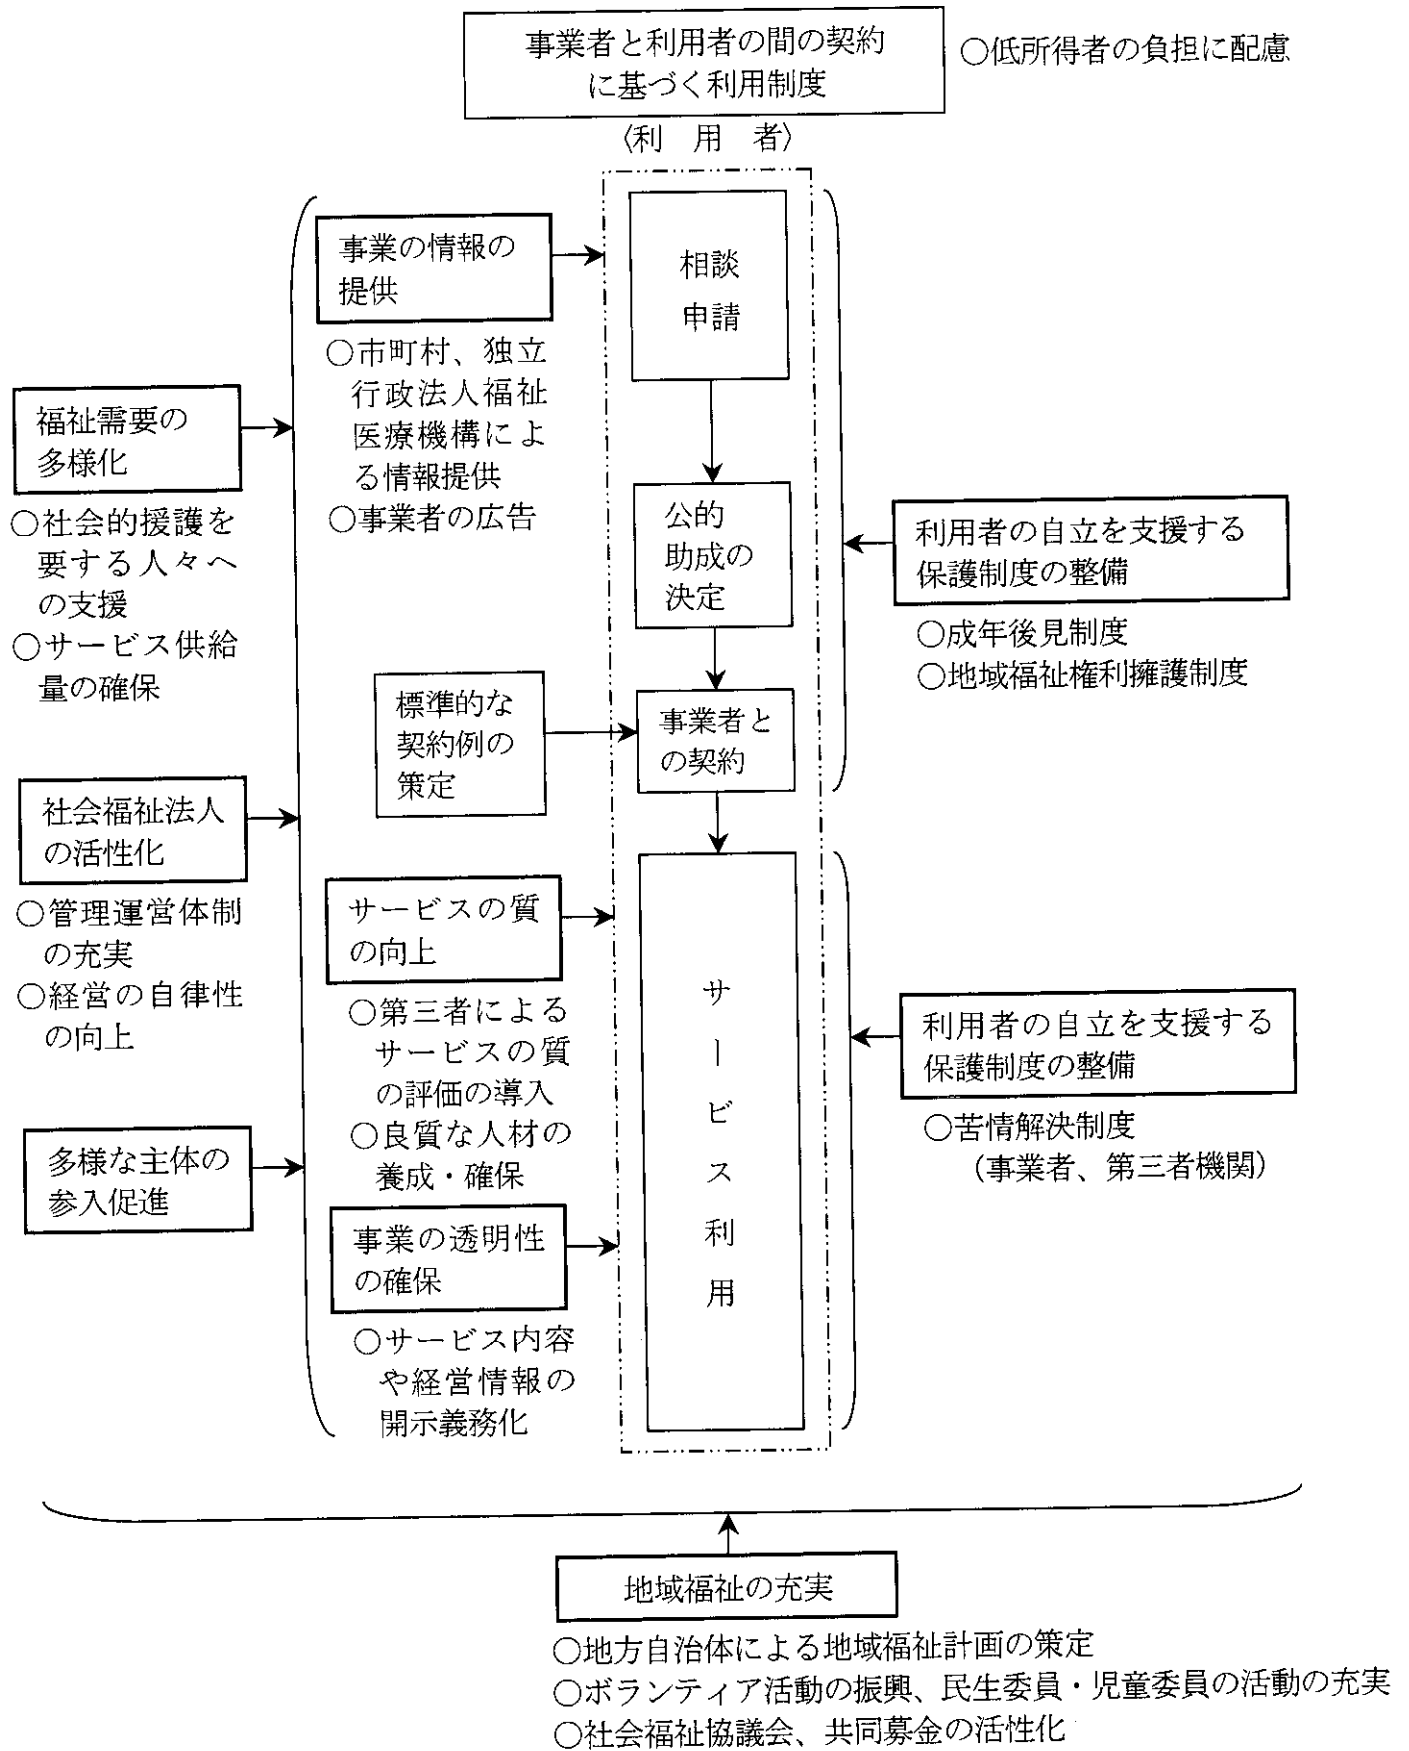 事業者と利用者の間の契約
に基づく利用制度
○低所得者の負担に配慮
〈利 用 者〉
事業の情報の
提供
○市町村、独立
行政法人福祉
医療機構によ
る情報提供
○事業者の広告
相談
申請
福祉需要の
多様化
○社会的援護を
要する人々へ
の支援
○サービス供給
量の確保
公的
助成の
決定
利用者の自立を支援する
保護制度の整備
○成年後見制度
○地域福祉権利擁護制度
標準的な
契約例の
策定
事業者と
の契約
社会福祉法人
の活性化
○管理運営体制
の充実
○経営の自律性
の向上
サービスの質
の向上
○第三者による
サービスの質
の評価の導入
○良質な人材の
養成・確保
サービス利用
利用者の自立を支援する
保護制度の整備
○苦情解決制度
(事業者、第三者機関)
多様な主体の
参入促進
事業の透明性
の確保
○サービス内容
や経営情報の
開示義務化
地域福祉の充実
○地方自治体による地域福祉計画の策定
○ボランティア活動の振興、民生委員・児童委員の活動の充実
○社会福祉協議会、共同募金の活性化